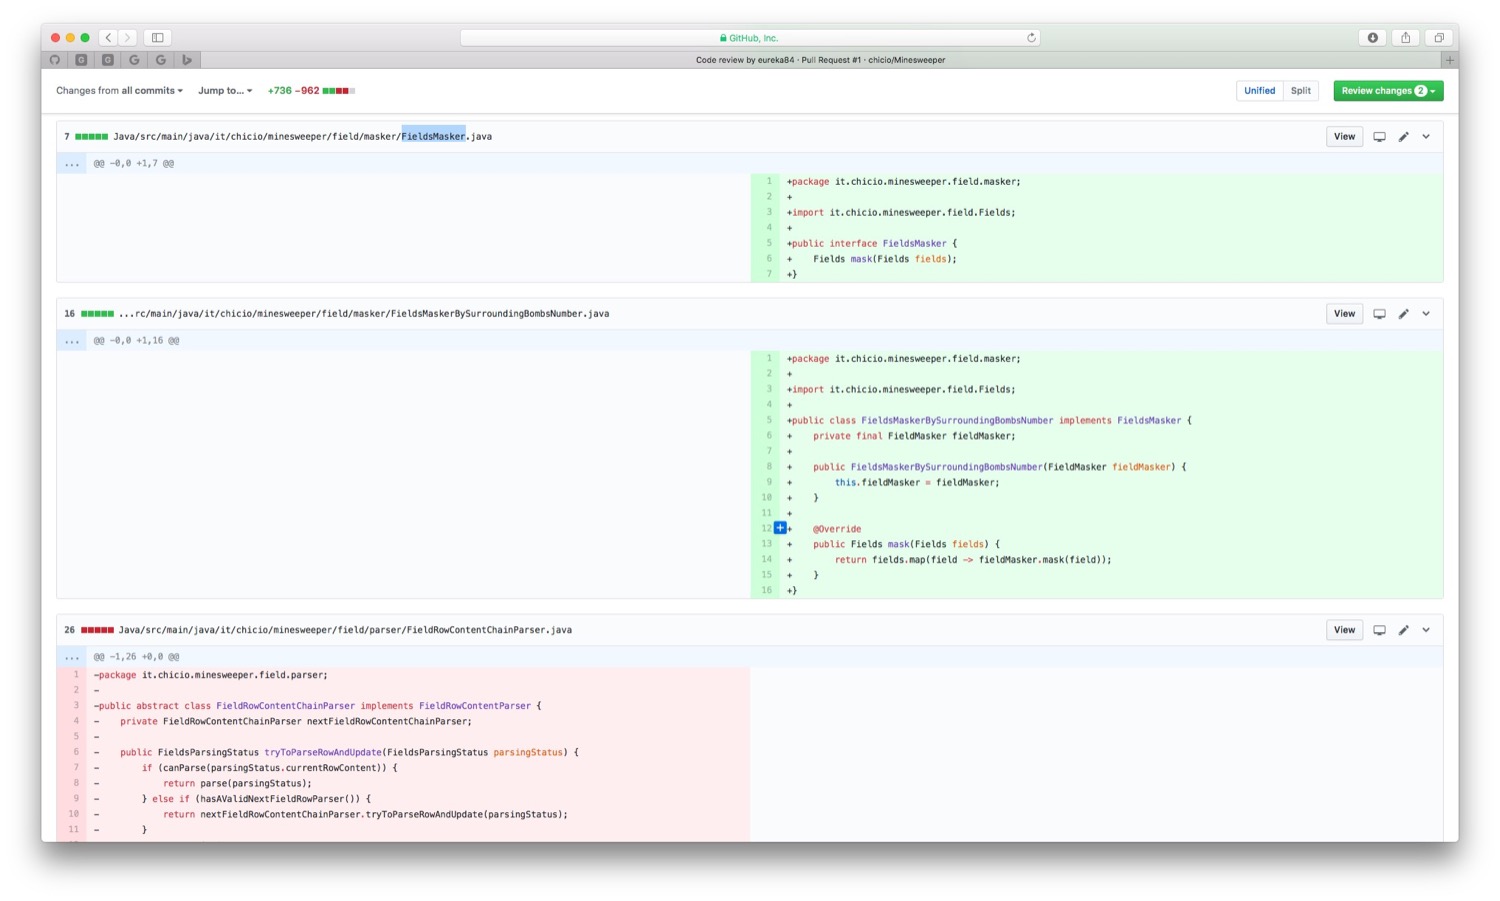 GitHub, Inc.
Code review by eureka84 · Pull Request #1 · chicio/Minesweeper
Changes from all commits Jump to... +736 −962 Unified Split Review changes 2
7 Java/src/main/java/it/chicio/minesweeper/field/masker/FieldsMasker.java View
... @@ -0,0 +1,7 @@
1 +package it.chicio.minesweeper.field.masker;
2 +
3 +import it.chicio.minesweeper.field.Fields;
4 +
5 +public interface FieldsMasker {
6 +    Fields mask(Fields fields);
7 +}
16 ...rc/main/java/it/chicio/minesweeper/field/masker/FieldsMaskerBySurroundingBombsNumber.java View
... @@ -0,0 +1,16 @@
1 +package it.chicio.minesweeper.field.masker;
2 +
3 +import it.chicio.minesweeper.field.Fields;
4 +
5 +public class FieldsMaskerBySurroundingBombsNumber implements FieldsMasker {
6 +    private final FieldMasker fieldMasker;
7 +
8 +    public FieldsMaskerBySurroundingBombsNumber(FieldMasker fieldMasker) {
9 +        this.fieldMasker = fieldMasker;
10 +    }
11 +
12 +    @Override
13 +    public Fields mask(Fields fields) {
14 +        return fields.map(field -> fieldMasker.mask(field));
15 +    }
16 +}
26 Java/src/main/java/it/chicio/minesweeper/field/parser/FieldRowContentChainParser.java View
... @@ -1,26 +0,0 @@
1 -package it.chicio.minesweeper.field.parser;
2 -
3 -public abstract class FieldRowContentChainParser implements FieldRowContentParser {
4 -    private FieldRowContentChainParser nextFieldRowContentChainParser;
5 -
6 -    public FieldsParsingStatus tryToParseRowAndUpdate(FieldsParsingStatus parsingStatus) {
7 -        if (canParse(parsingStatus.currentRowContent)) {
8 -            return parse(parsingStatus);
9 -        } else if (hasAValidNextFieldRowParser()) {
10 -            return nextFieldRowContentChainParser.tryToParseRowAndUpdate(parsingStatus);
11 -        }